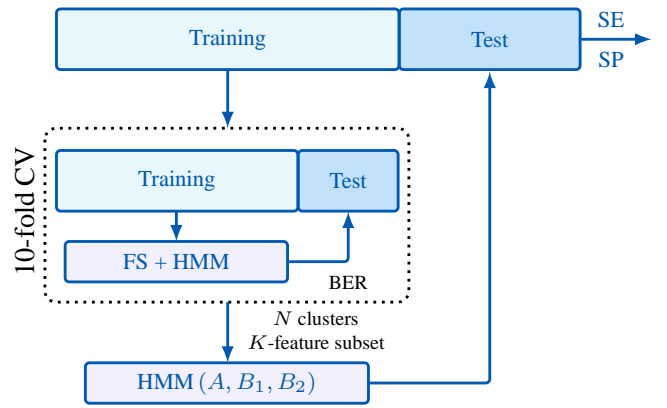 Training
Test
SE
SP
10-fold CV
Training
Test
FS + HMM
BER
N clusters
K-feature subset
HMM (A, B₁, B₂)